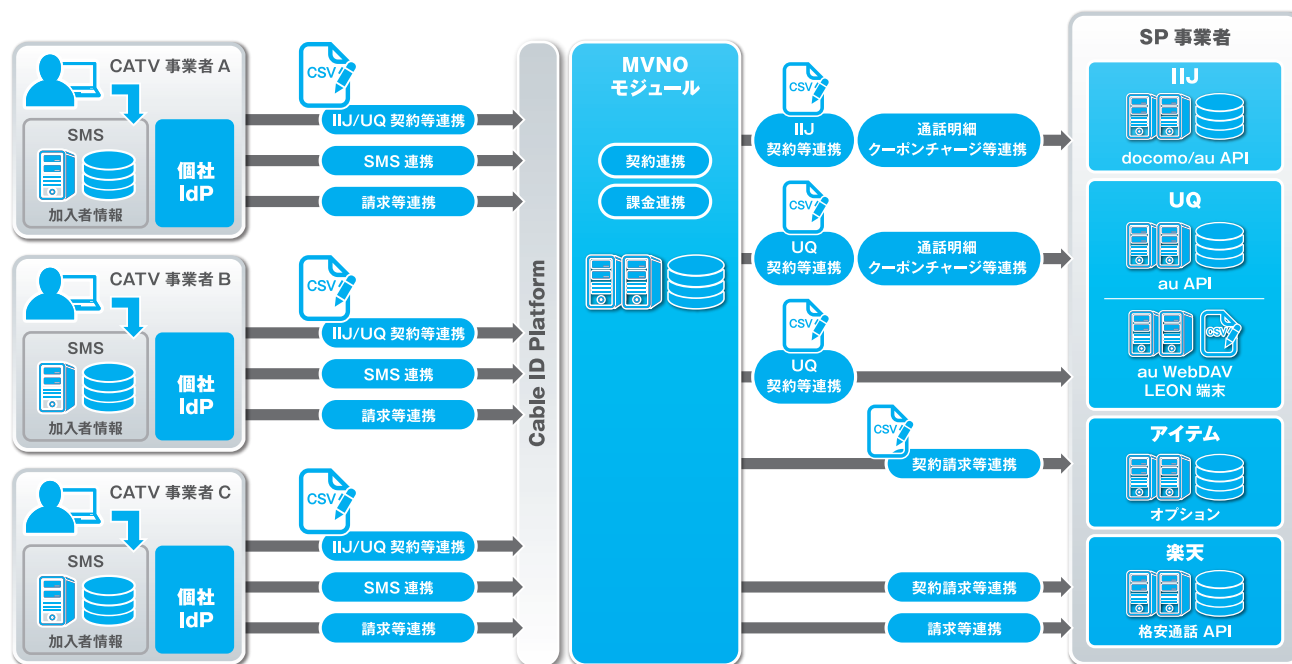 CATV 事業者 A
SMS
加入者情報
個社
IdP
CSV
IIJ/UQ 契約等連携
SMS 連携
請求等連携
CATV 事業者 B
SMS
加入者情報
個社
IdP
CSV
IIJ/UQ 契約等連携
SMS 連携
請求等連携
CATV 事業者 C
SMS
加入者情報
個社
IdP
CSV
IIJ/UQ 契約等連携
SMS 連携
請求等連携
Cable ID Platform
MVNO
モジュール
契約連携
課金連携
CSV
IIJ
契約等連携
通話明細
クーポンチャージ等連携
CSV
UQ
契約等連携
通話明細
クーポンチャージ等連携
CSV
UQ
契約等連携
CSV
契約請求等連携
契約請求等連携
請求等連携
SP 事業者
IIJ
docomo/au API
UQ
au API
CSV
au WebDAV
LEON 端末
アイテム
オプション
楽天
格安通話 API